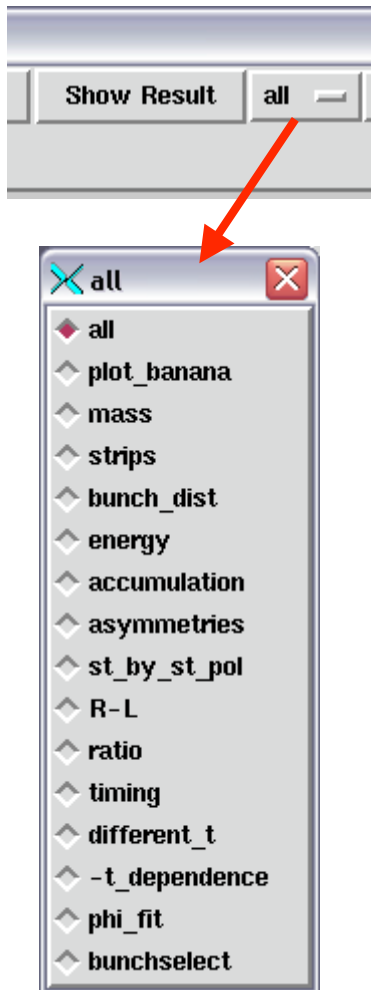 Show Result all
all
all
plot_banana
mass
strips
bunch_dist
energy
accumulation
asymmetries
st_by_st_pol
R-L
ratio
timing
different_t
-t_dependence
phi_fit
bunchselect